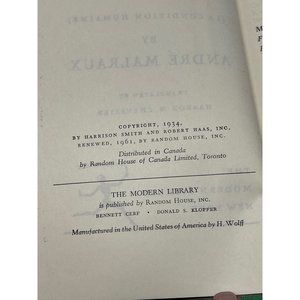 COPYRIGHT, 1934,
BY HARRISON SMITH AND ROBERT HAAS, INC.
RENEWED, 1961, BY RANDOM HOUSE, INC.
Distributed in Canada
by Random House of Canada Limited, Toronto
THE MODERN LIBRARY
is published by RANDOM HOUSE, INC.
BENNETT CERF · DONALD S. KLOPFER
Manufactured in the United States of America by H. Wolff